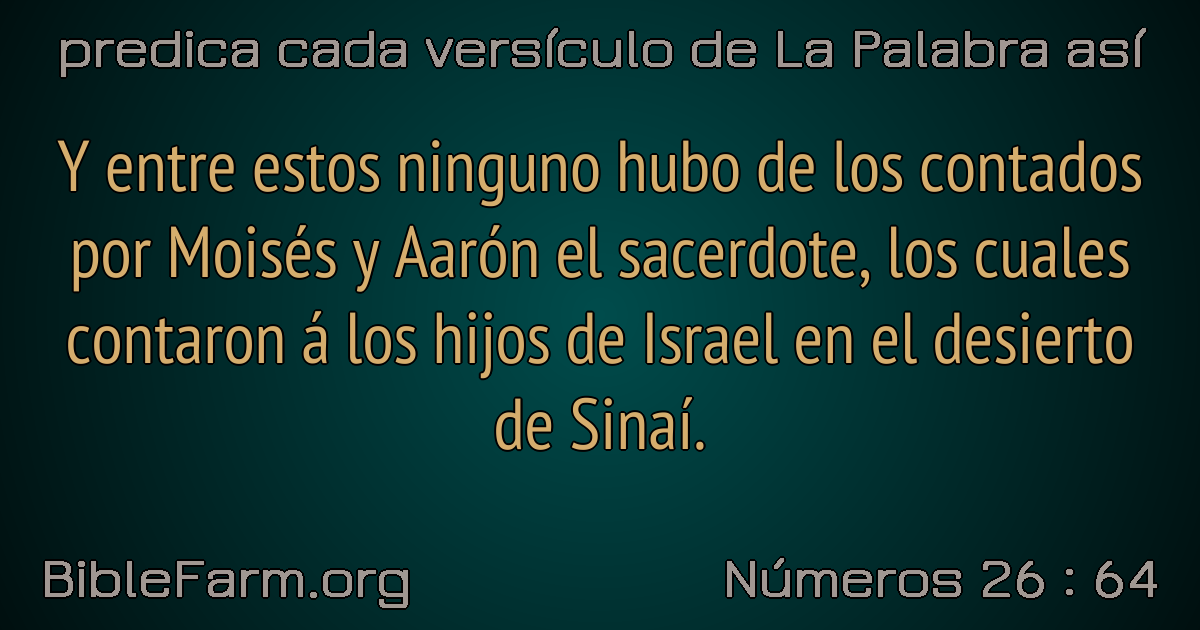 predica cada versículo de La Palabra así
Y entre estos ninguno hubo de los contados
por Moisés y Aarón el sacerdote, los cuales
contaron á los hijos de Israel en el desierto
de Sinaí.
BibleFarm.org
Números 26 : 64